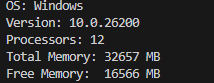 OS: Windows
Version: 10.0.26200
Processors: 12
Total Memory: 32657 MB
Free Memory:  16566 MB